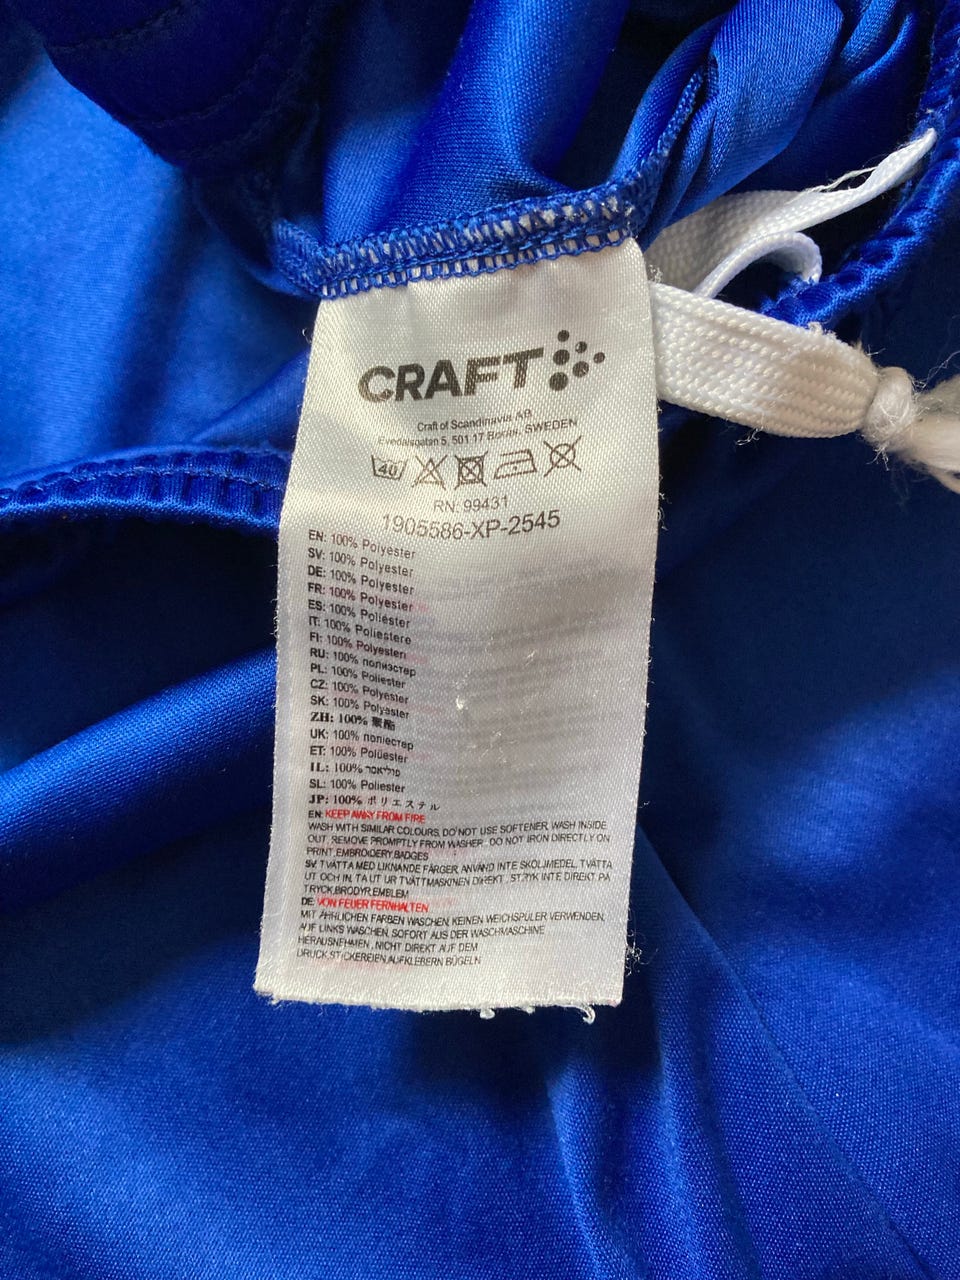 CRAFT
Craft of Scandinavia AB
Evedalsgatan 5, 501 17 Borås, SWEDEN
40
RN: 99431
1905586-XP-2545
EN: 100% Polyester
SV: 100% Polyester
DE: 100% Polyester
FR: 100% Polyester
ES: 100% Poliéster
IT: 100% Poliestere
FI: 100% Polyesteri
RU: 100% полиэстер
PL: 100% Poliester
CZ: 100% Polyester
SK: 100% Polyester
ZH: 100% 聚酯
UK: 100% поліестер
ET: 100% Polüester
IL: 100% פוליאסטר
SL: 100% Poliester
JP: 100% ポリエステル
EN: KEEP AWAY FROM FIRE
WASH WITH SIMILAR COLOURS, DO NOT USE SOFTENER, WASH INSIDE
OUT, REMOVE PROMPTLY FROM WASHER, DO NOT IRON DIRECTLY ON
PRINT,EMBROIDERY,BADGES
SV: TVÄTTA MED LIKNANDE FÄRGER, ANVÄND INTE SKÖLJMEDEL, TVÄTTA
UT OCH IN, TA UT UR TVÄTTMASKINEN DIREKT, STRYK INTE DIREKT PÅ
TRYCK,BRODYR,EMBLEM
DE: VON FEUER FERNHALTEN
MIT ÄHRLICHEN FARBEN WASCHEN, KEINEN WEICHSPÜLER VERWENDEN,
AUF LINKS WASCHEN, SOFORT AUS DER WASCHMASCHINE
HERAUSNEHMEN, NICHT DIREKT AUF DEM
DRUCK,STICKEREIEN,AUFKLEBERN BÜGELN